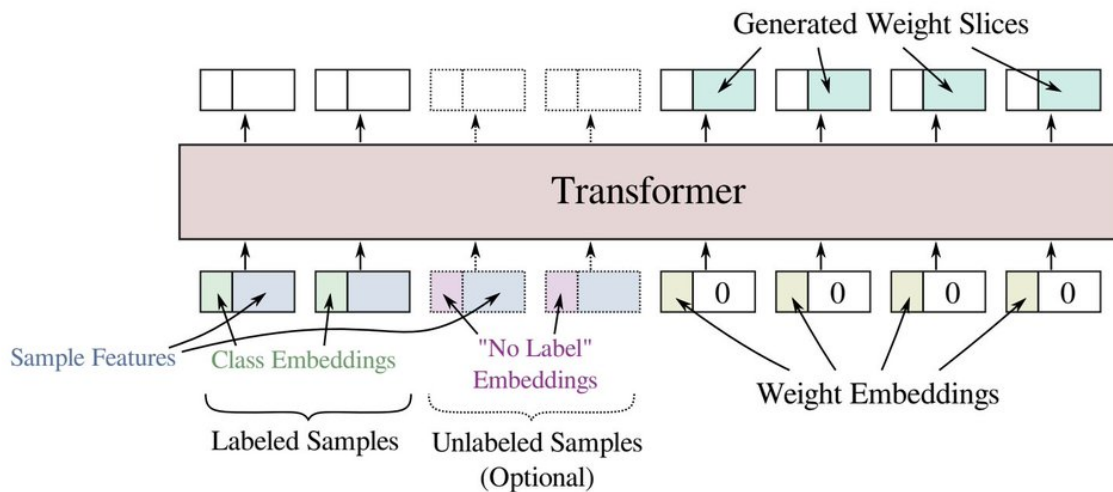 Generated Weight Slices
Transformer
0 0 0 0
Sample Features
Class Embeddings
"No Label"
Embeddings
Weight Embeddings
Labeled Samples
Unlabeled Samples
(Optional)